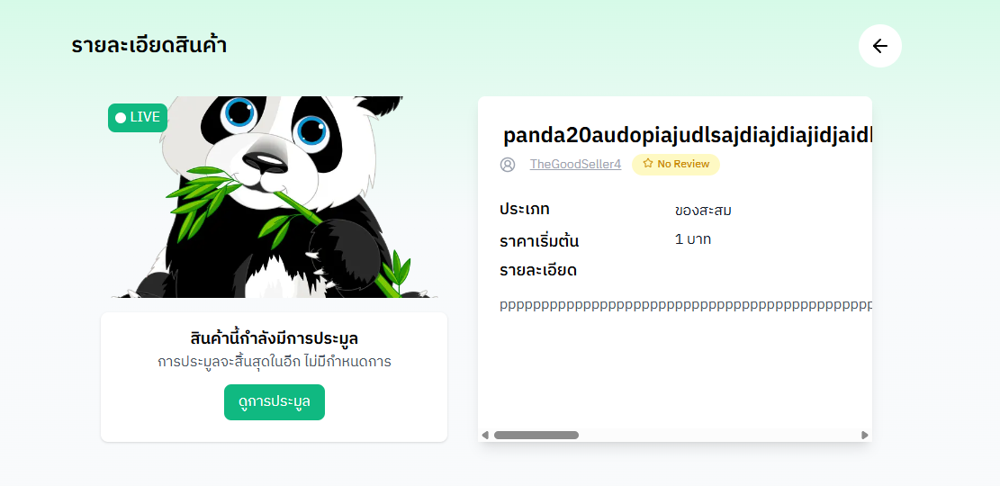 รายละเอียดสินค้า
LIVE
สินค้านี้กำลังมีการประมูล
การประมูลจะสิ้นสุดในอีก ไม่มีกำหนดการ
ดูการประมูล
panda20audopiajudlsajdiajdiajidjaidl
TheGoodSeller4 No Review
ประเภท ของสะสม
ราคาเริ่มต้น 1 บาท
รายละเอียด
pppppppppppppppppppppppppppppppppppppppppppppp